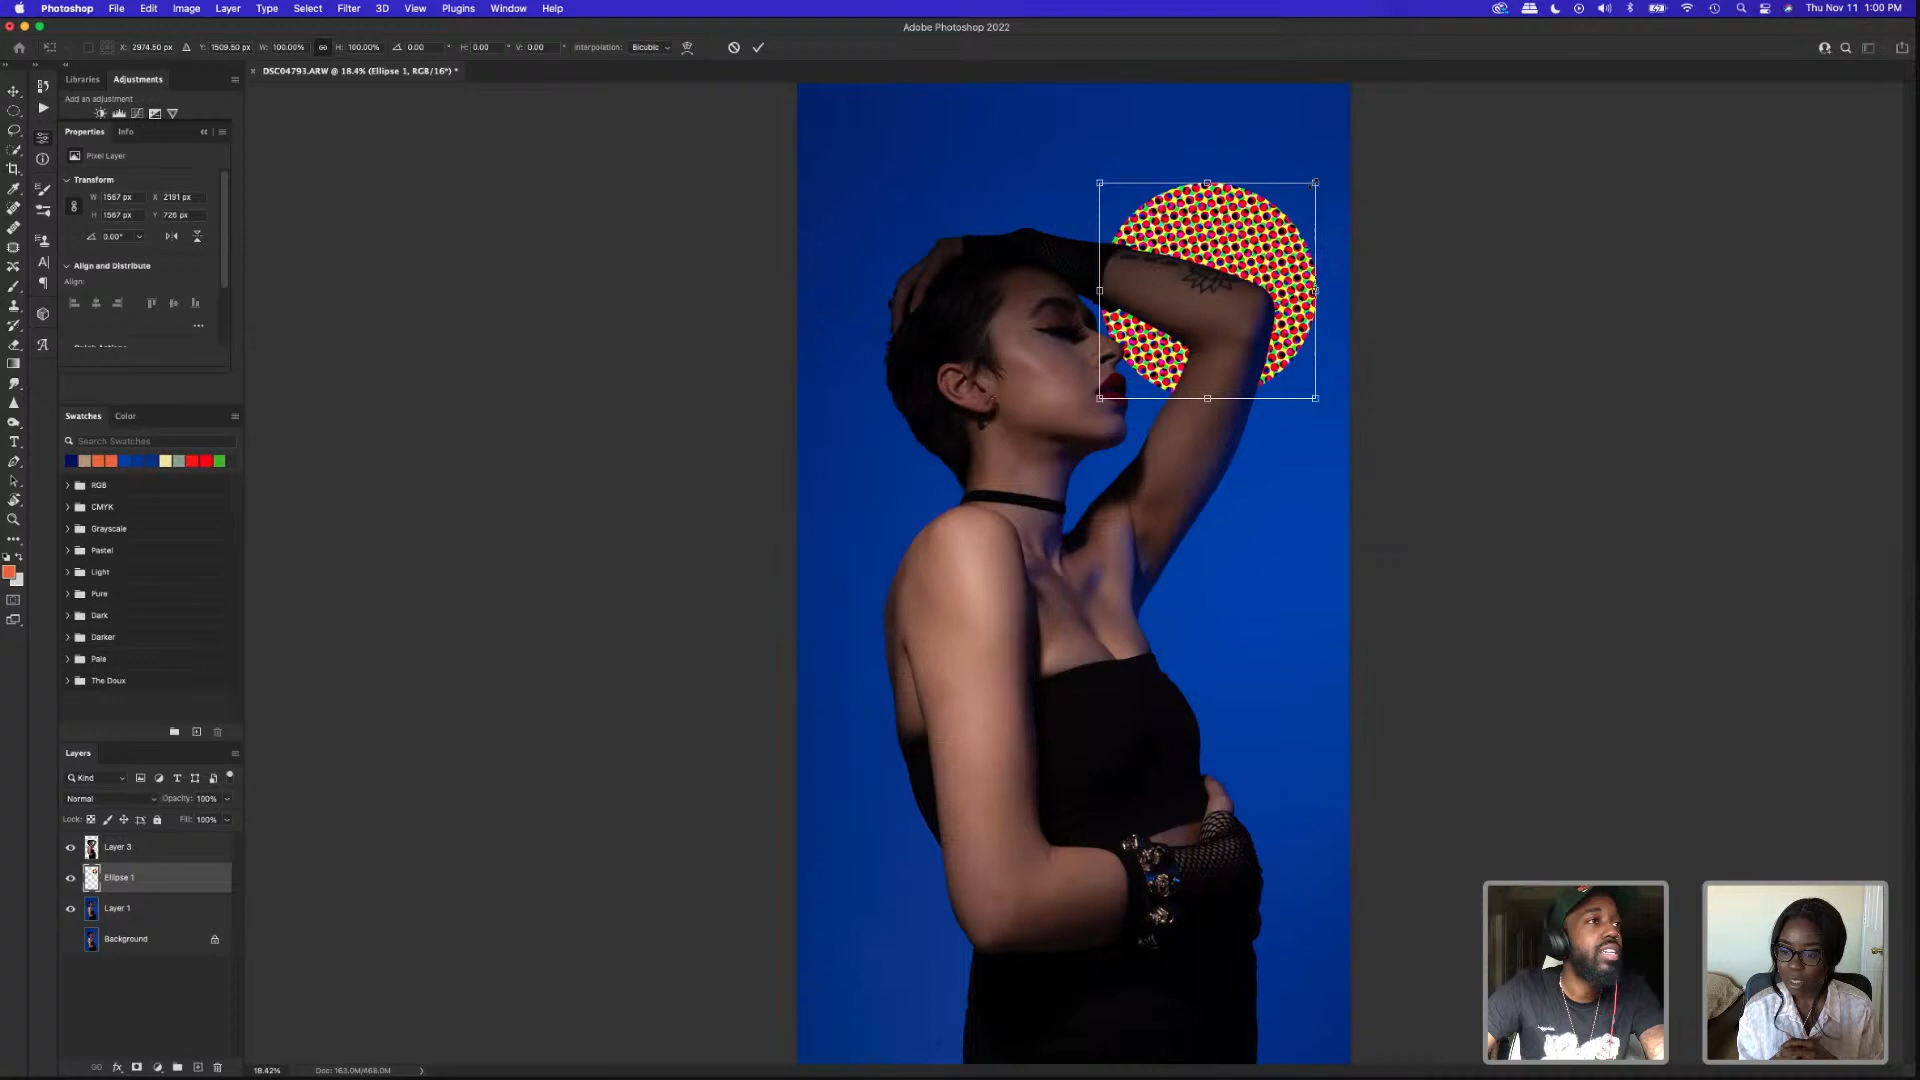 Photoshop File Edit Image Layer Type Select Filter 3D View Plugins Window Help Thu Nov 11 1:00 PM
Adobe Photoshop 2022
X: 2974.50 px Y: 1509.50 px W: 100.00% H: 100.00% 0.00 ° H: 0.00 ° V: 0.00 ° Interpolation: Bicubic
× DSC04793.ARW @ 18.4% (Ellipse 1, RGB/16*) *
Libraries Adjustments
Add an adjustment
Properties Info
Pixel Layer
Transform
W 1567 px X 2191 px
H 1567 px Y 726 px
0.00°
Align and Distribute
Align:
Swatches Color
Search Swatches
RGB
CMYK
Grayscale
Pastel
Light
Pure
Dark
Darker
Pale
The Doux
Layers
Kind
Normal Opacity: 100%
Lock: Fill: 100%
Layer 3
Ellipse 1
Layer 1
Background
fx
18.42% Doc: 163.0M/468.0M